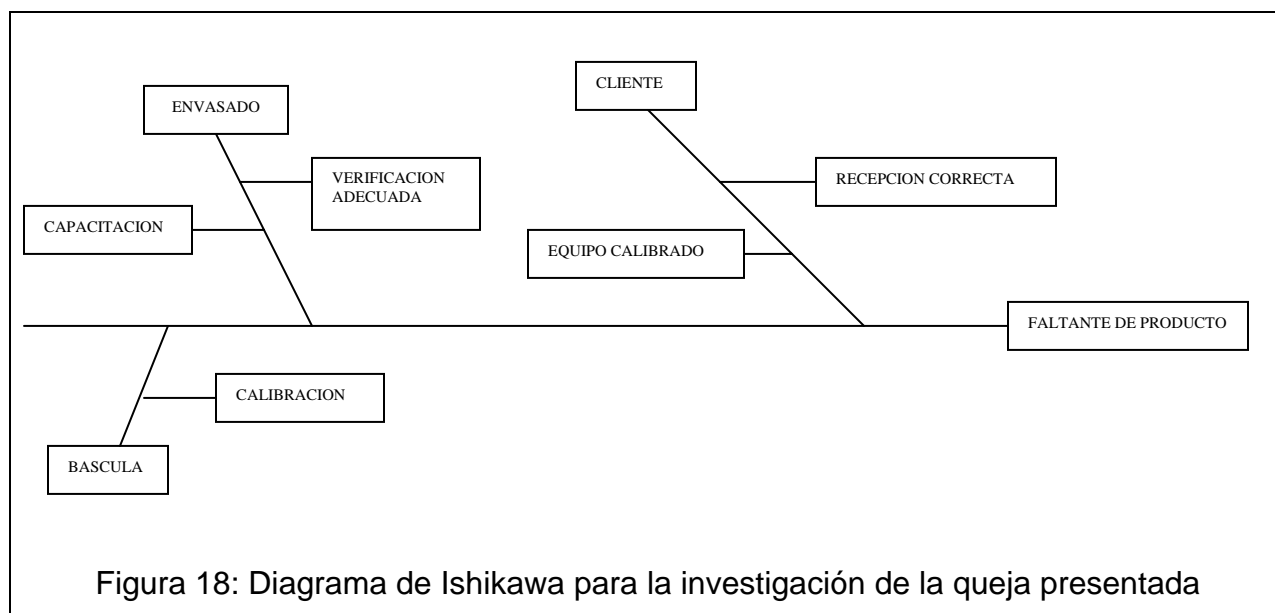 CLIENTE
ENVASADO
VERIFICACION
ADECUADA
RECEPCION CORRECTA
CAPACITACION
EQUIPO CALIBRADO
FALTANTE DE PRODUCTO
CALIBRACION
BASCULA
Figura 18: Diagrama de Ishikawa para la investigación de la queja presentada